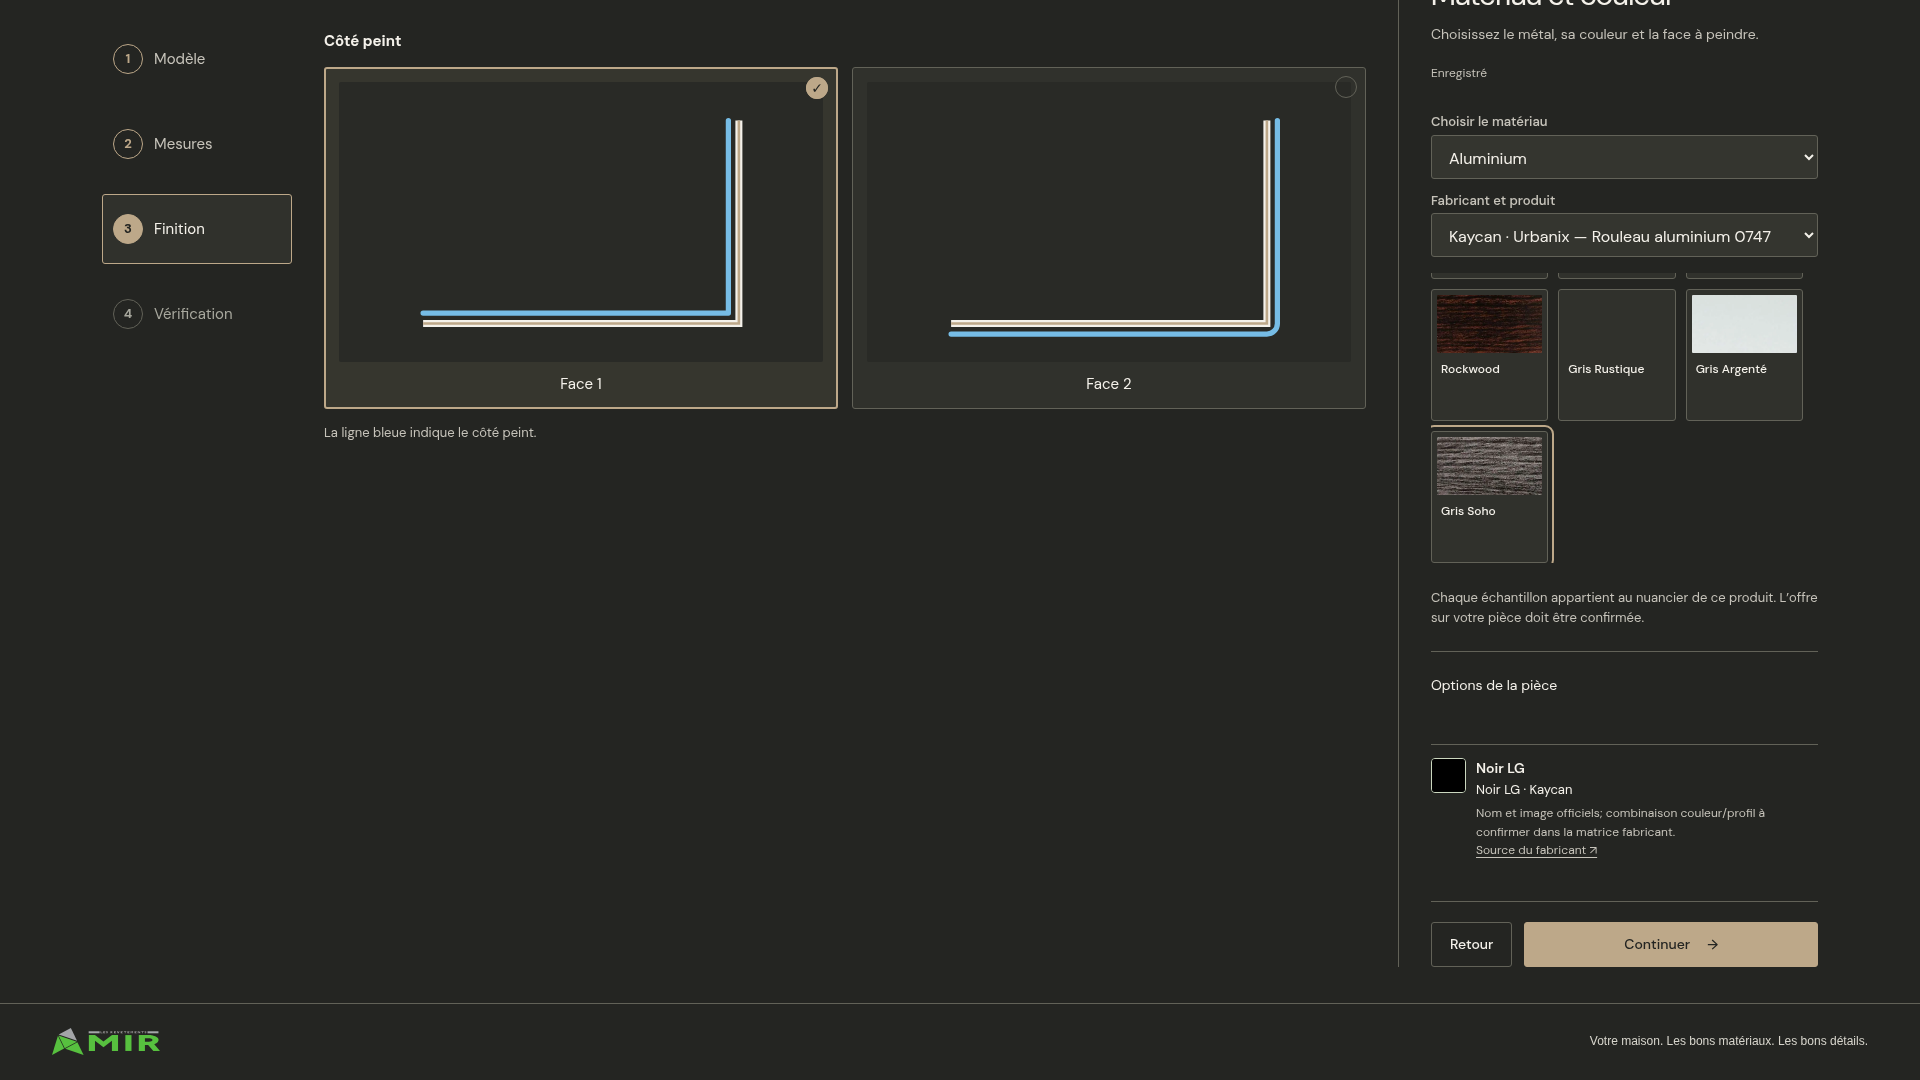 1 Modèle
2 Mesures
3 Finition
4 Vérification
Côté peint
✓
Face 1
Face 2
La ligne bleue indique le côté peint.
Matériau et couleur
Choisissez le métal, sa couleur et la face à peindre.
Enregistré
Choisir le matériau
Aluminium
Fabricant et produit
Kaycan · Urbanix — Rouleau aluminium 0747
Rockwood
Gris Rustique
Gris Argenté
Gris Soho
Chaque échantillon appartient au nuancier de ce produit. L’offre
sur votre pièce doit être confirmée.
Options de la pièce
Noir LG
Noir LG · Kaycan
Nom et image officiels; combinaison couleur/profil à
confirmer dans la matrice fabricant.
Source du fabricant ↗
Retour
Continuer →
LES REVÊTEMENTS
MIR
Votre maison. Les bons matériaux. Les bons détails.